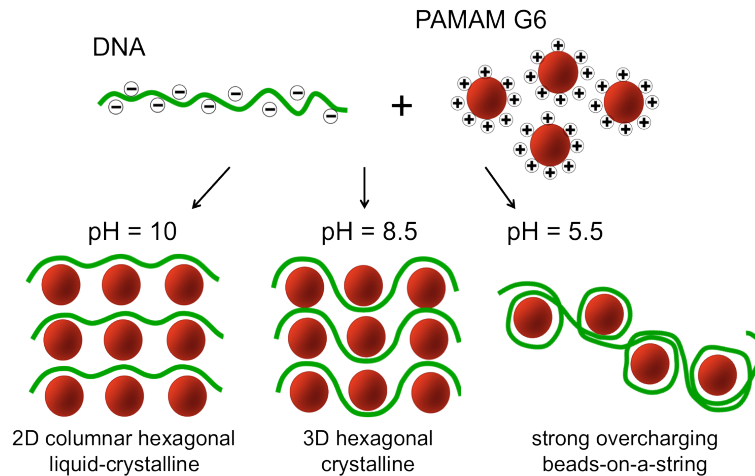 DNA
PAMAM G6
+
pH = 10
pH = 8.5
pH = 5.5
2D columnar hexagonal
liquid-crystalline
3D hexagonal
crystalline
strong overcharging
beads-on-a-string